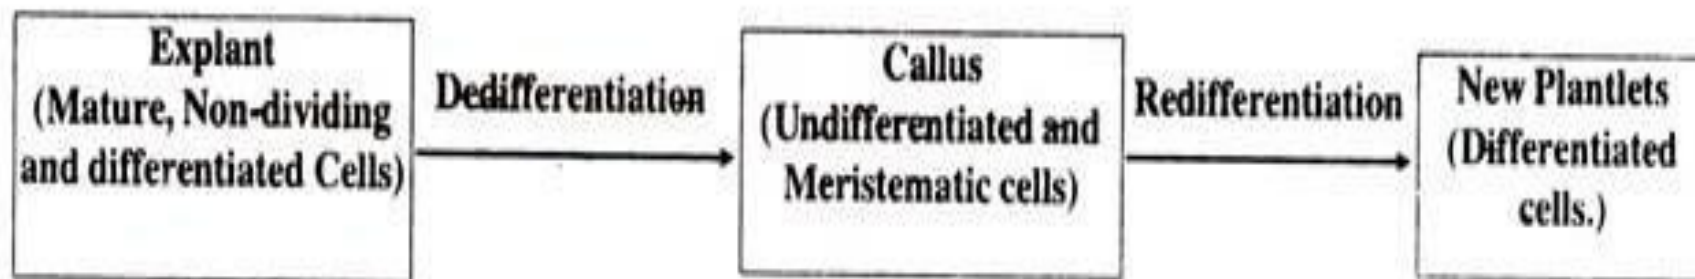 Explant
(Mature, Non-dividing
and differentiated Cells)
Dedifferentiation
Callus
(Undifferentiated and
Meristematic cells)
Redifferentiation
New Plantlets
(Differentiated
cells.)